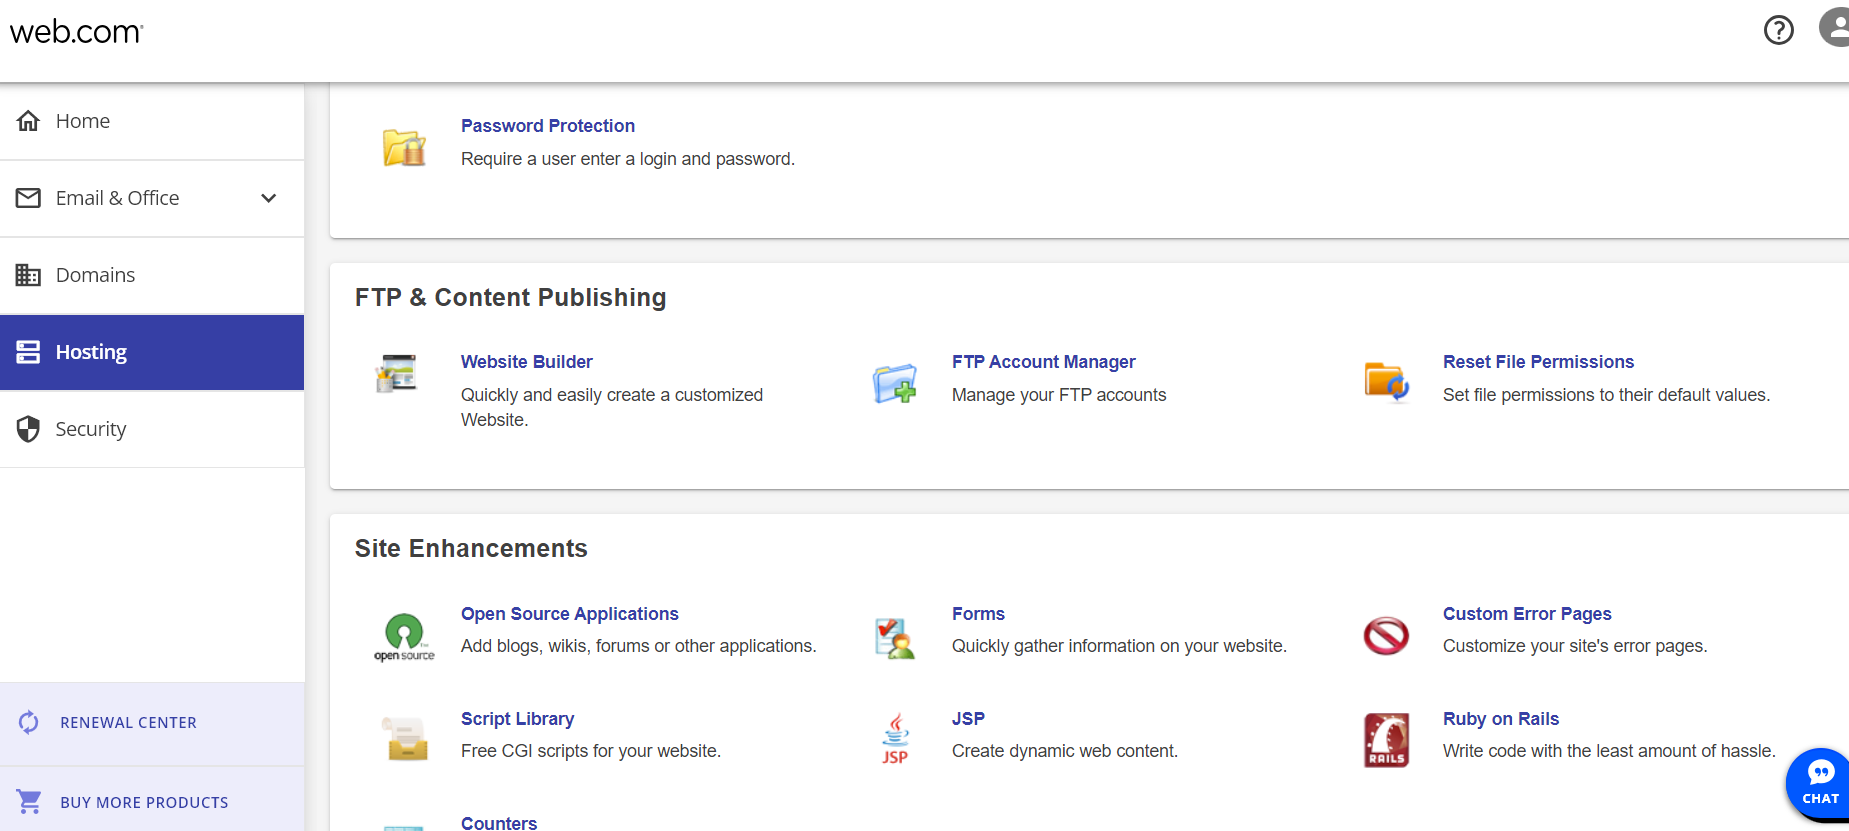 web.com
Home
Email & Office
Domains
Hosting
Security
RENEWAL CENTER
BUY MORE PRODUCTS
Password Protection
Require a user enter a login and password.
FTP & Content Publishing
Website Builder
Quickly and easily create a customized
Website.
FTP Account Manager
Manage your FTP accounts
Reset File Permissions
Set file permissions to their default values.
Site Enhancements
open source
Open Source Applications
Add blogs, wikis, forums or other applications.
Forms
Quickly gather information on your website.
Custom Error Pages
Customize your site's error pages.
Script Library
Free CGI scripts for your website.
JSP
JSP
Create dynamic web content.
RAILS
Ruby on Rails
Write code with the least amount of hassle.
Counters
CHAT